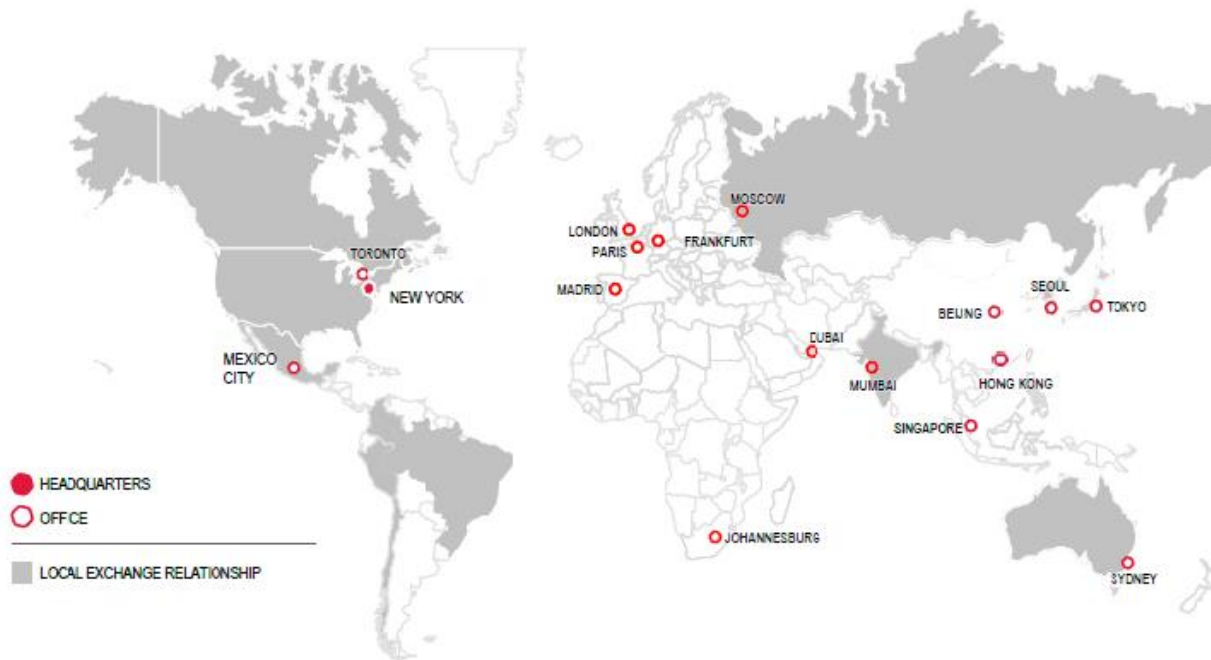 MOSCOW
LONDON
PARIS
FRANKFURT
TORONTO
NEW YORK
MADRID
SEOUL
BEIJING
TOKYO
DUBAI
MEXICO
CITY
MUMBAI
HONG KONG
SINGAPORE
HEADQUARTERS
OFFICE
JOHANNESBURG
LOCAL EXCHANGE RELATIONSHIP
SYDNEY